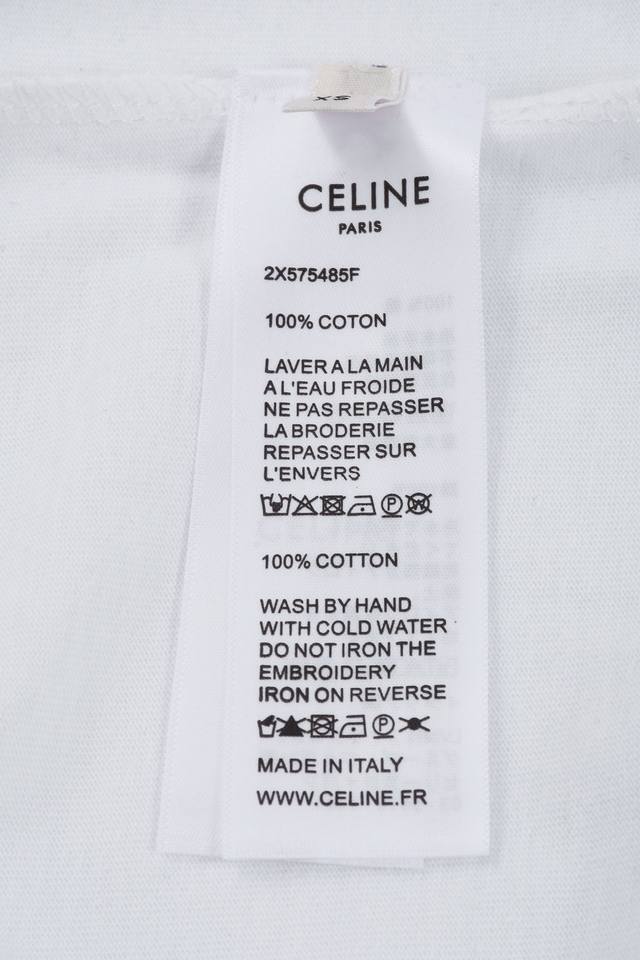 XS
CELINE
PARIS
2X575485F
100% COTON
LAVER A LA MAIN
A L'EAU FROIDE
NE PAS REPASSER
LA BRODERIE
REPASSER SUR
L'ENVERS
P W
100% COTTON
WASH BY HAND
WITH COLD WATER
DO NOT IRON THE
EMBROIDERY
IRON ON REVERSE
P
MADE IN ITALY
WWW.CELINE.FR